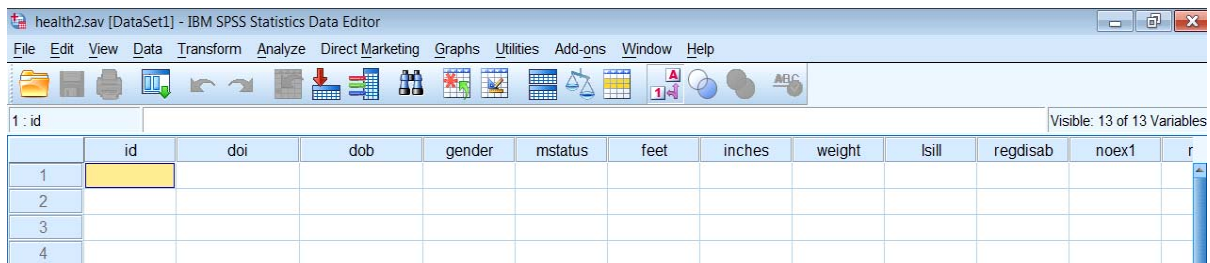 health2.sav [DataSet1] - IBM SPSS Statistics Data Editor
File Edit View Data Transform Analyze Direct Marketing Graphs Utilities Add-ons Window Help
A
1
ABC
1 : id Visible: 13 of 13 Variables
id doi dob gender mstatus feet inches weight lsill regdisab noex1
1
2
3
4